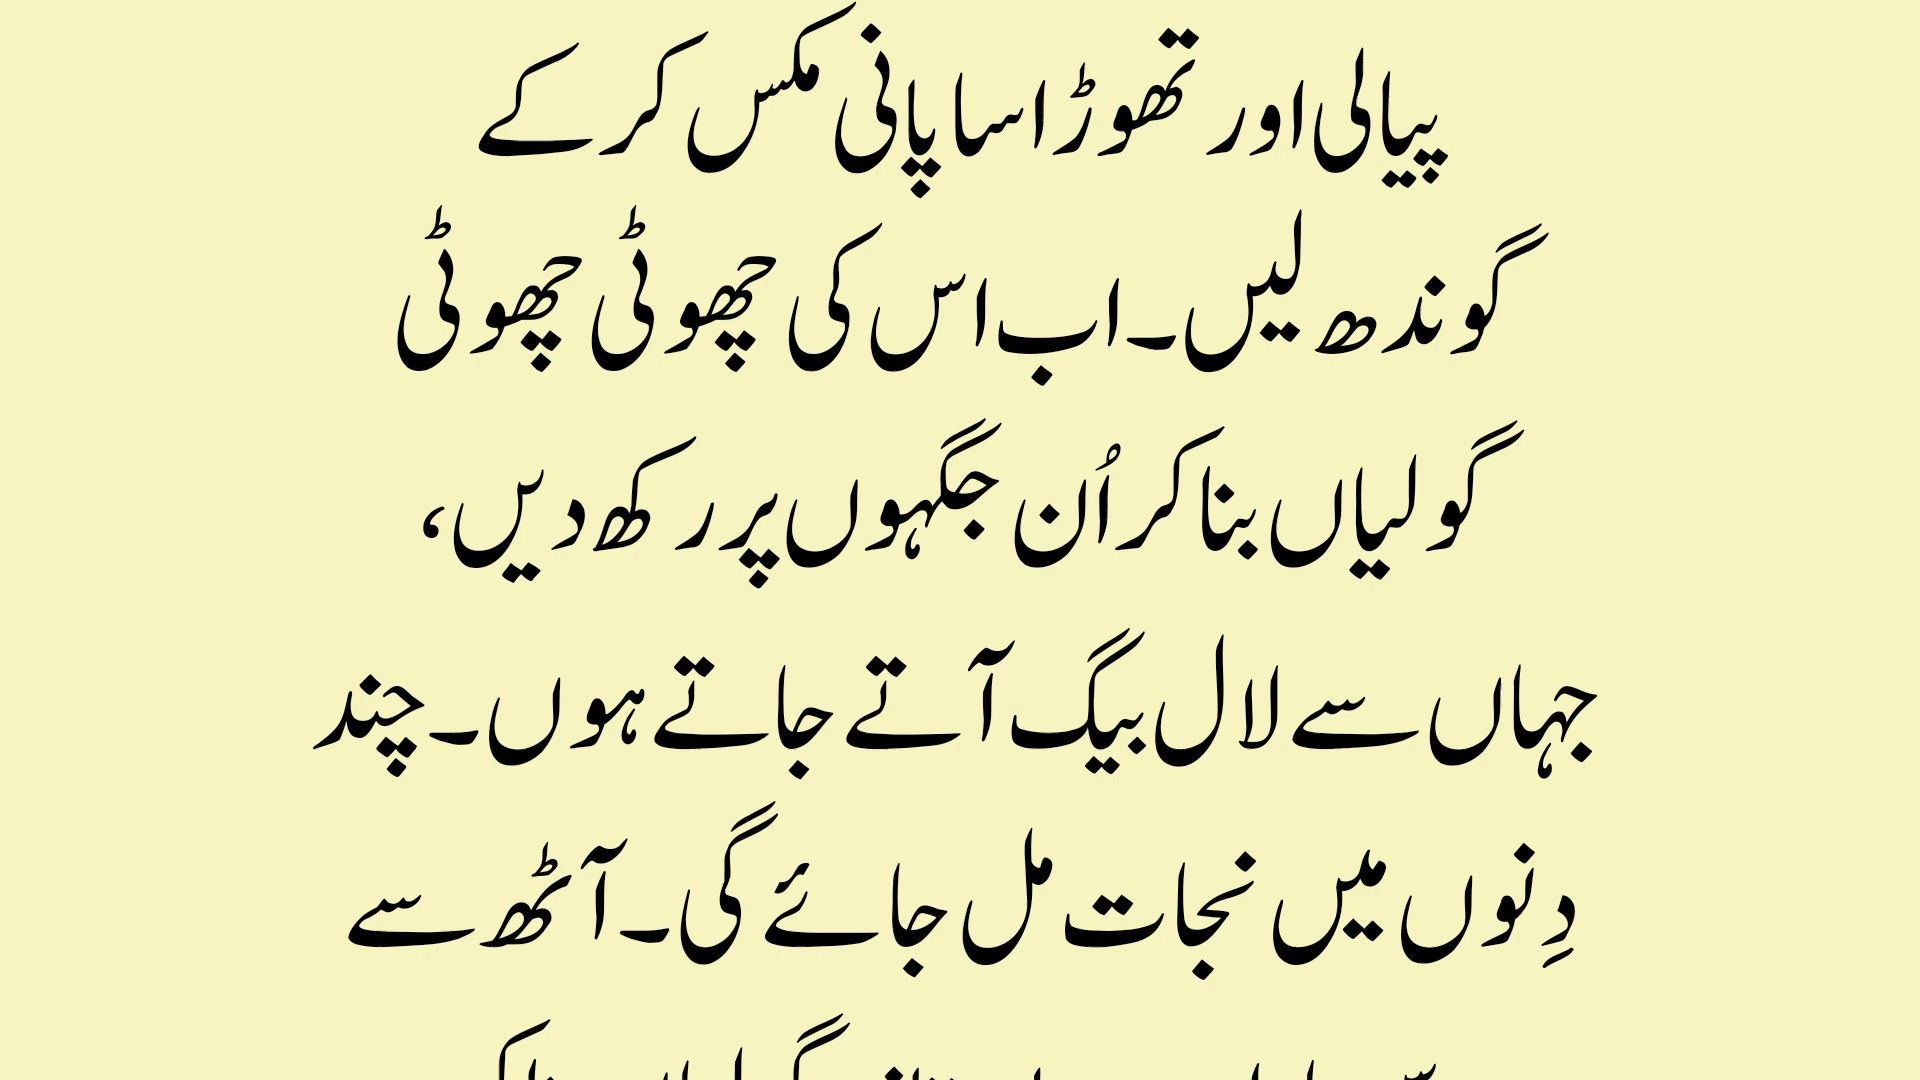 پیالی اور تھوڑا سا پانی مکس کر کے
گوندھ لیں۔ اب اس کی چھوٹی چھوٹی
گولیاں بنا کر اُن جگہوں پر رکھ دیں،
جہاں سے لال بیگ آتے جاتے ہوں۔ چند
دِنوں میں نجات مل جائے گی۔ آٹھ سے